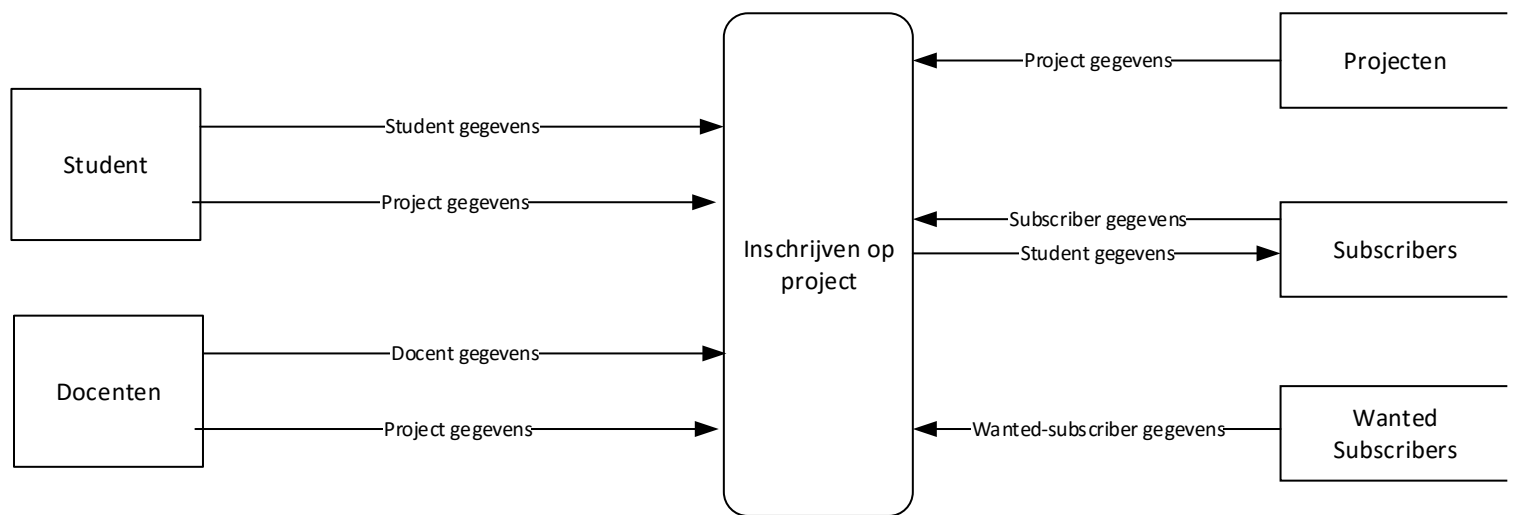 Student
Student gegevens
Project gegevens
Docenten
Docent gegevens
Project gegevens
Inschrijven op
project
Project gegevens
Projecten
Subscriber gegevens
Student gegevens
Subscribers
Wanted-subscriber gegevens
Wanted
Subscribers